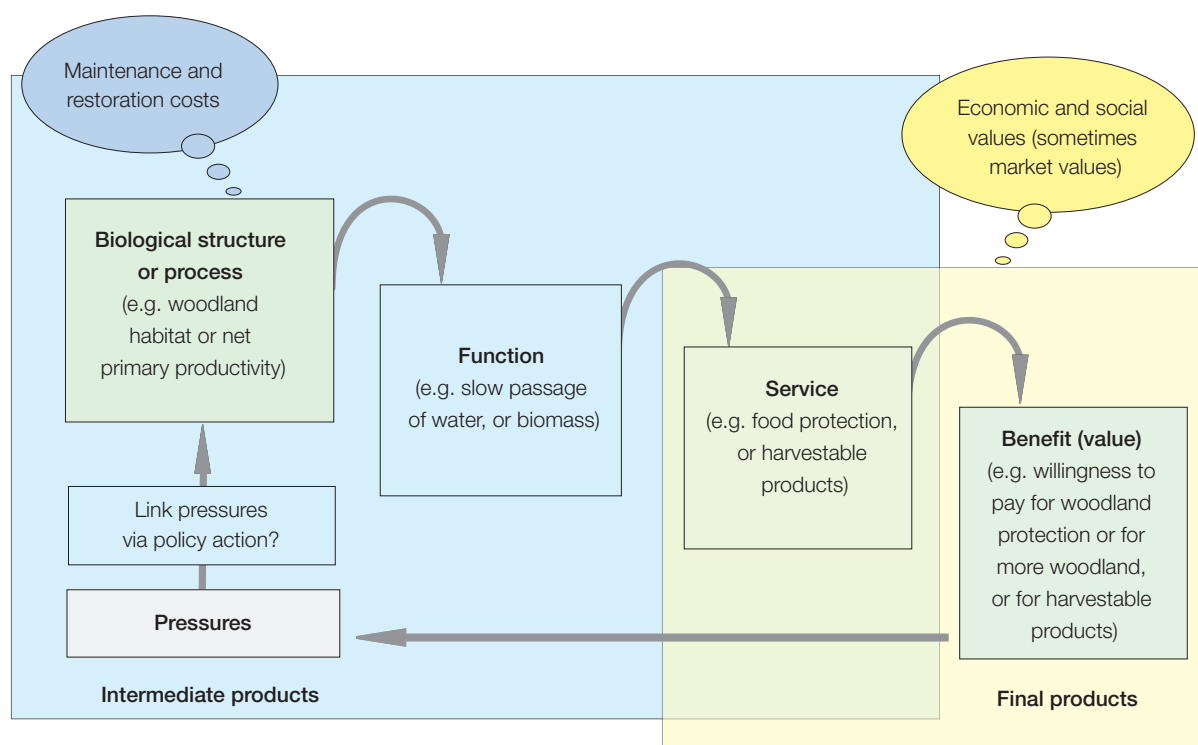 Maintenance and
restoration costs
Economic and social
values (sometimes
market values)
Biological structure
or process
(e.g. woodland
habitat or net
primary productivity)
Function
(e.g. slow passage
of water, or biomass)
Service
(e.g. food protection,
or harvestable
products)
Benefit (value)
(e.g. willingness to
pay for woodland
protection or for
more woodland,
or for harvestable
products)
Link pressures
via policy action?
Pressures
Intermediate products
Final products